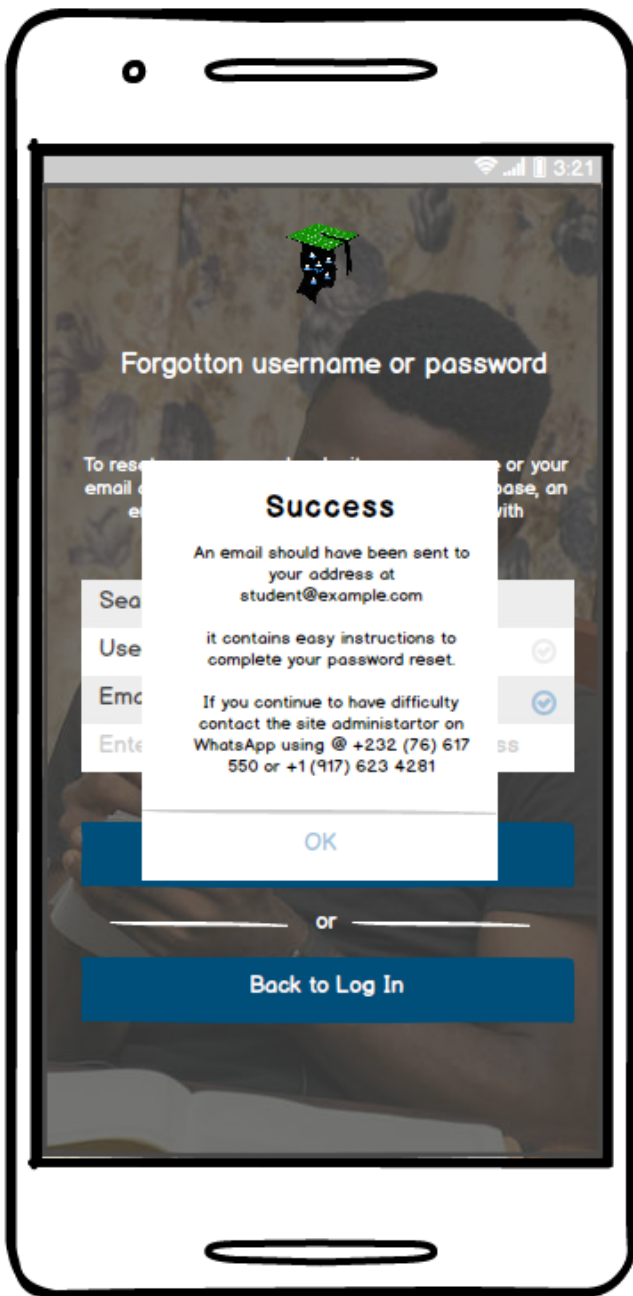 3:21
Forgotton username or password
To rese or your
email base, an
with
Success
An email should have been sent to
your address at
student@example.com
it contains easy instructions to
complete your password reset.
If you continue to have difficulty
contact the site administartor on
WhatsApp using @ +232 (76) 617
550 or +1 (917) 623 4281
OK
Sea
Use
Ema
Ente ss
or
Back to Log In